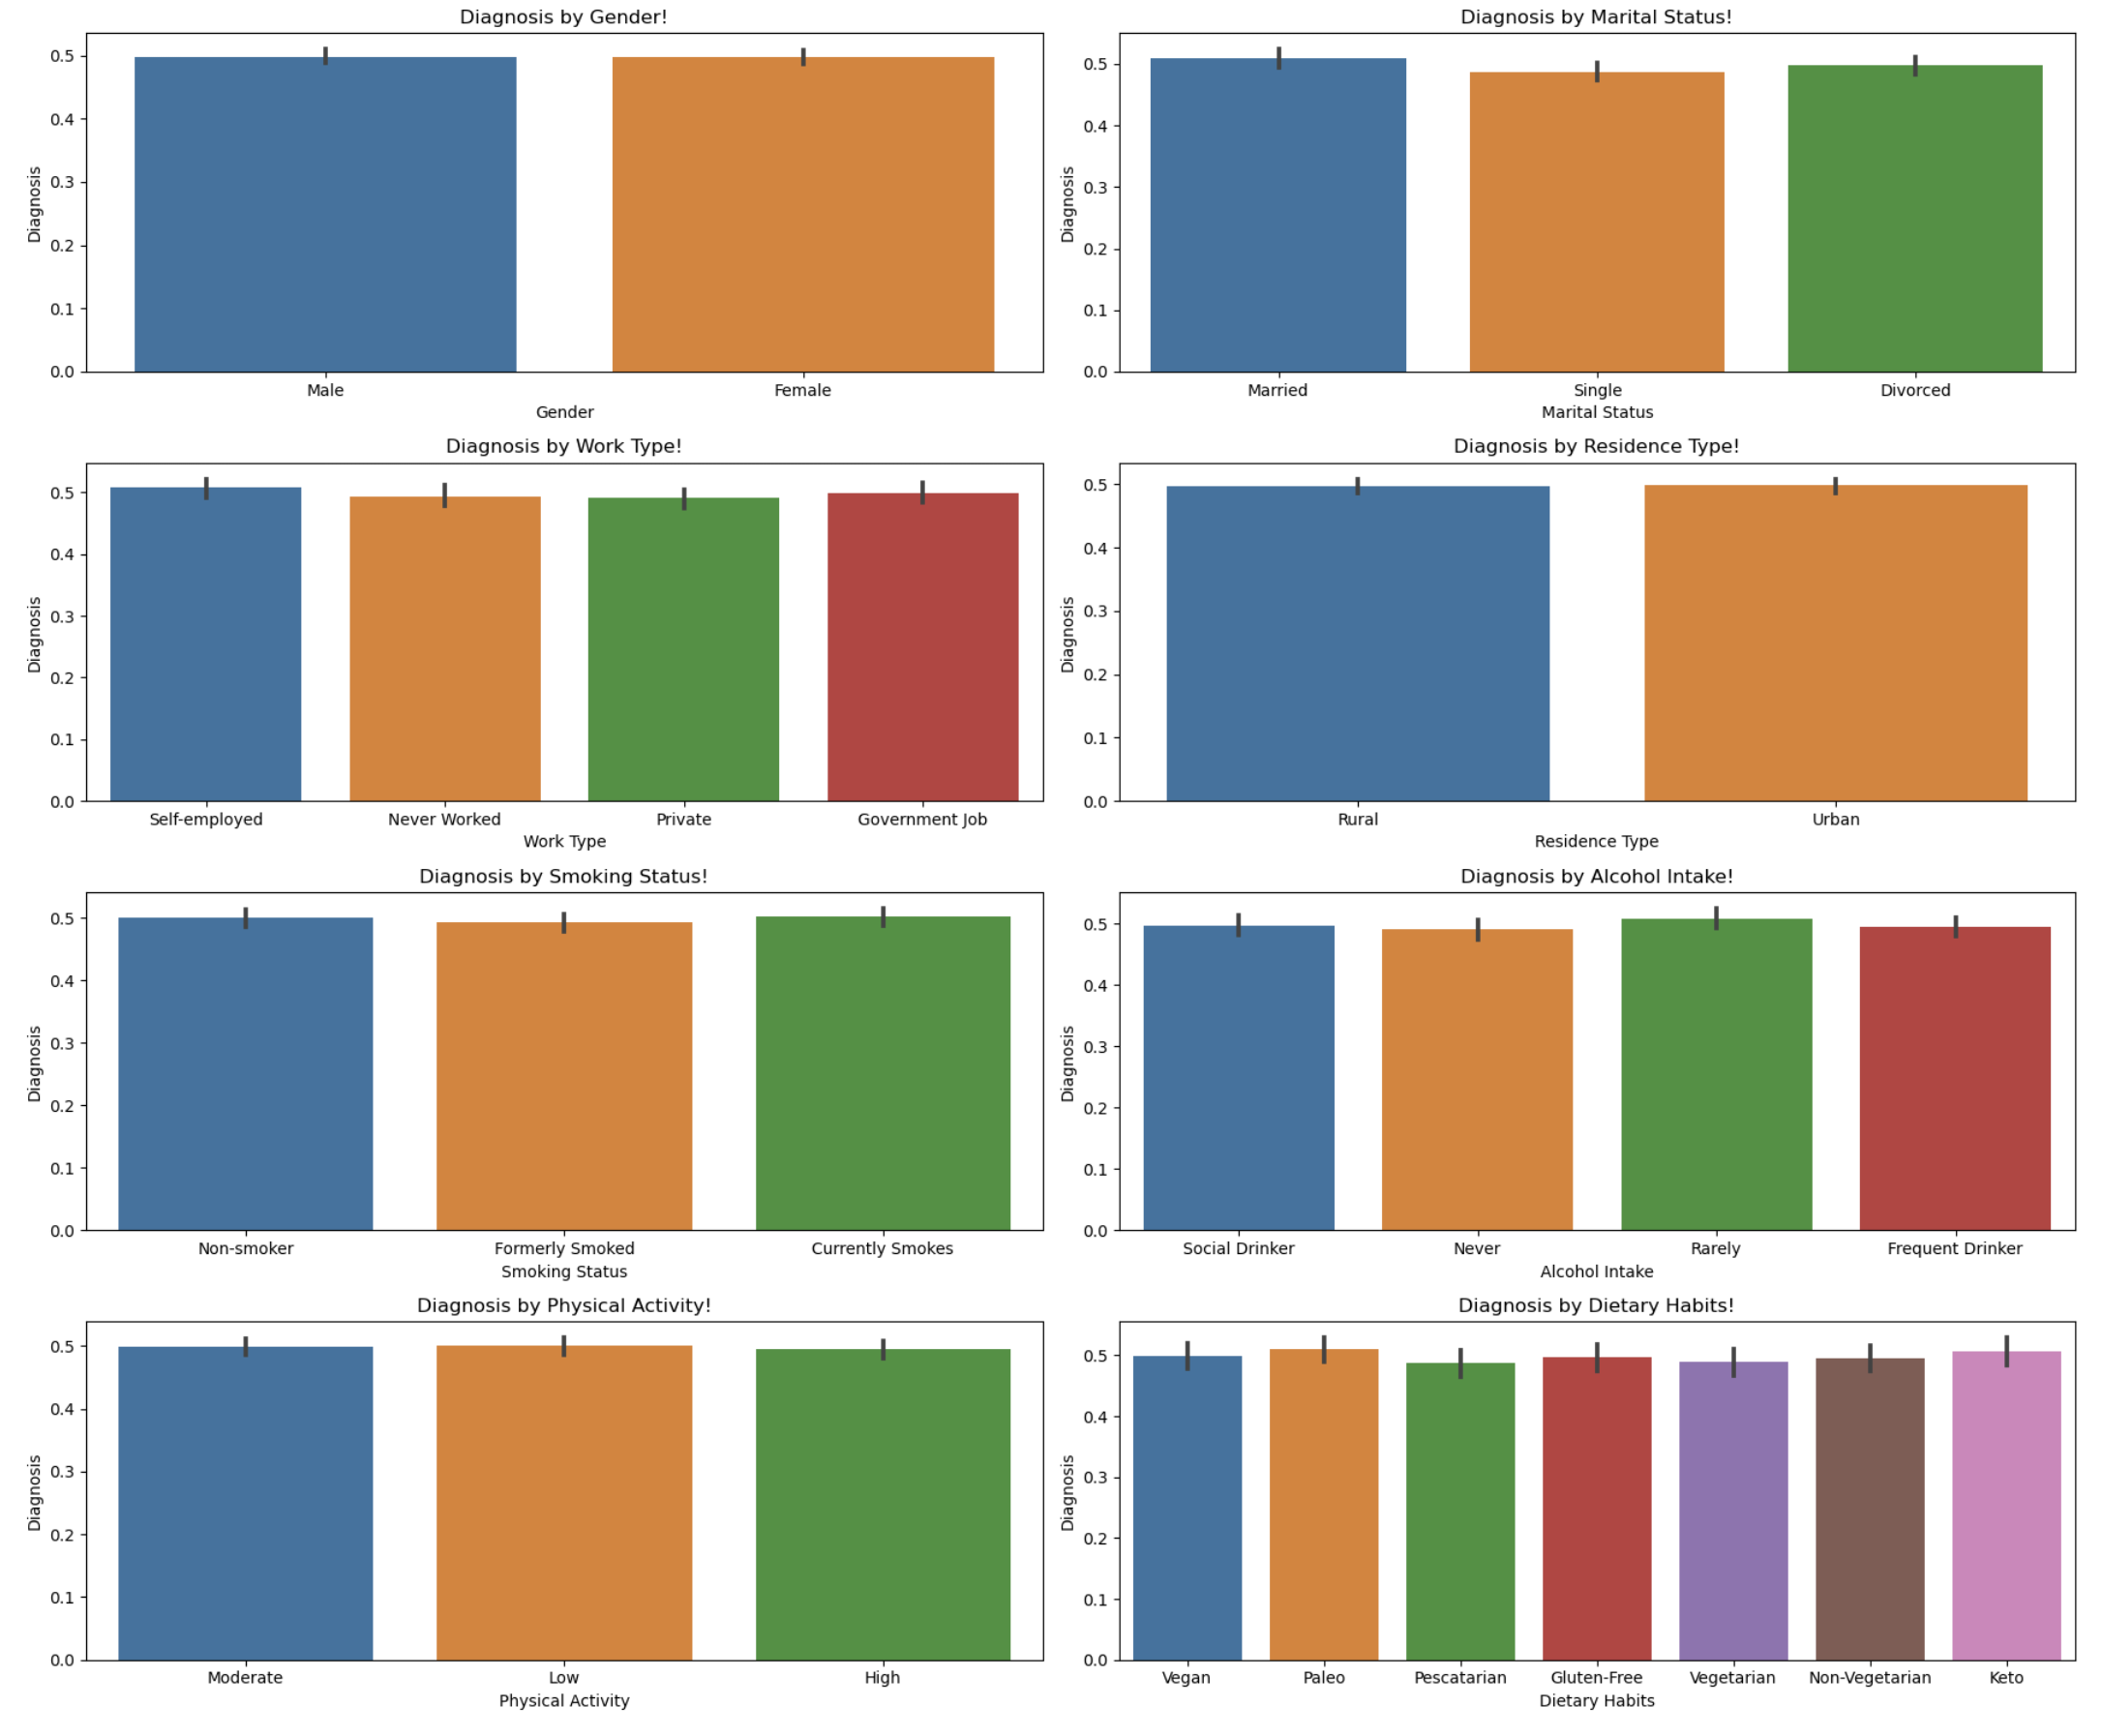 Diagnosis by Gender!
Diagnosis
0.5
0.4
0.3
0.2
0.1
0.0
Male Female
Gender
Diagnosis by Marital Status!
Diagnosis
0.5
0.4
0.3
0.2
0.1
0.0
Married Single Divorced
Marital Status
Diagnosis by Work Type!
Diagnosis
0.5
0.4
0.3
0.2
0.1
0.0
Self-employed Never Worked Private Government Job
Work Type
Diagnosis by Residence Type!
Diagnosis
0.5
0.4
0.3
0.2
0.1
0.0
Rural Urban
Residence Type
Diagnosis by Smoking Status!
Diagnosis
0.5
0.4
0.3
0.2
0.1
0.0
Non-smoker Formerly Smoked Currently Smokes
Smoking Status
Diagnosis by Alcohol Intake!
Diagnosis
0.5
0.4
0.3
0.2
0.1
0.0
Social Drinker Never Rarely Frequent Drinker
Alcohol Intake
Diagnosis by Physical Activity!
Diagnosis
0.5
0.4
0.3
0.2
0.1
0.0
Moderate Low High
Physical Activity
Diagnosis by Dietary Habits!
Diagnosis
0.5
0.4
0.3
0.2
0.1
0.0
Vegan Paleo Pescatarian Gluten-Free Vegetarian Non-Vegetarian Keto
Dietary Habits